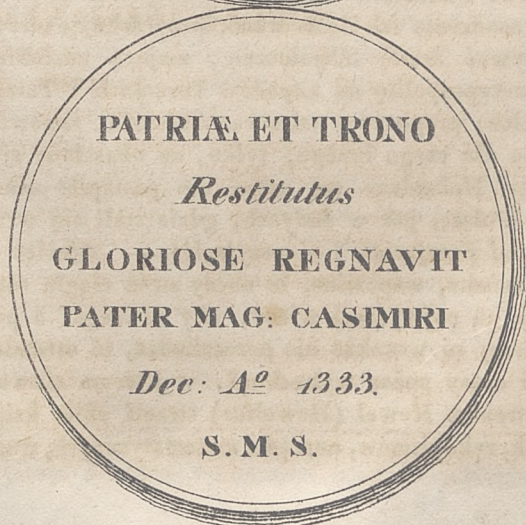 PATRIÆ ET TRONO
Restitutus
GLORIOSE REGNAVIT
PATER MAG: CASIMIRI
Dec: Aº 1333.
S. M. S.